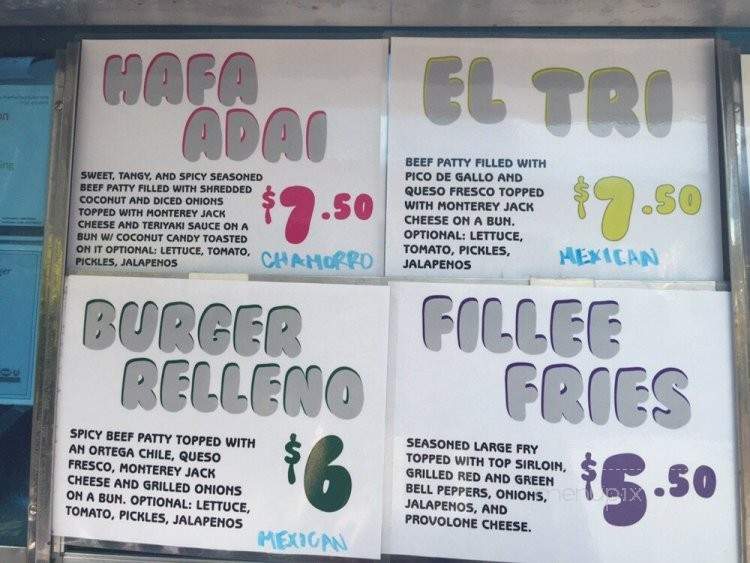 HAFA
ADAI
SWEET, TANGY, AND SPICY SEASONED
BEEF PATTY FILLED WITH SHREDDED
COCONUT AND DICED ONIONS
TOPPED WITH MONTEREY JACK
CHEESE AND TERIYAKI SAUCE ON A
BUN W/ COCONUT CANDY TOASTED
ON IT OPTIONAL: LETTUCE, TOMATO,
PICKLES, JALAPENOS
$7.50
CHAMORRO
EL TRI
BEEF PATTY FILLED WITH
PICO DE GALLO AND
QUESO FRESCO TOPPED
WITH MONTEREY JACK
CHEESE ON A BUN.
OPTIONAL: LETTUCE,
TOMATO, PICKLES,
JALAPENOS
$7.50
MEXICAN
BURGER
RELLENO
SPICY BEEF PATTY TOPPED WITH
AN ORTEGA CHILE, QUESO
FRESCO, MONTEREY JACK
CHEESE AND GRILLED ONIONS
ON A BUN. OPTIONAL: LETTUCE,
TOMATO, PICKLES, JALAPENOS
$6
MEXICAN
FILLEE
FRIES
SEASONED LARGE FRY
TOPPED WITH TOP SIRLOIN,
GRILLED RED AND GREEN
BELL PEPPERS, ONIONS,
JALAPENOS, AND
PROVOLONE CHEESE.
$5.50
menupix